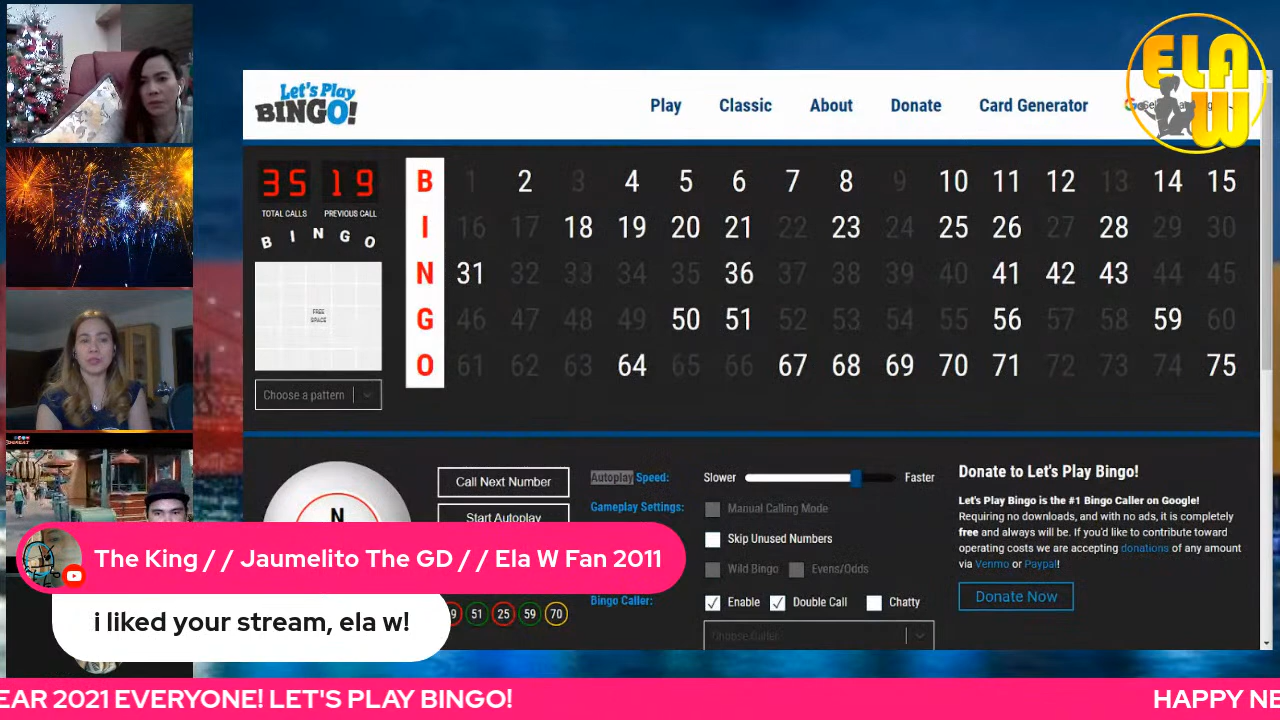 Let's Play
BINGO!
Play Classic About Donate Card Generator
ELA
W
35 19
TOTAL CALLS PREVIOUS CALL
B I N G O
FREE
SPACE
Choose a pattern
B 1 2 3 4 5 6 7 8 9 10 11 12 13 14 15
I 16 17 18 19 20 21 22 23 24 25 26 27 28 29 30
N 31 32 33 34 35 36 37 38 39 40 41 42 43 44 45
G 46 47 48 49 50 51 52 53 54 55 56 57 58 59 60
O 61 62 63 64 65 66 67 68 69 70 71 72 73 74 75
N
Call Next Number
Start Autoplay
Autoplay Speed: Slower Faster
Gameplay Settings: Manual Calling Mode
Skip Unused Numbers
Wild Bingo Evens/Odds
Bingo Caller: Enable Double Call Chatty
Choose Caller
51 25 59 70
Donate to Let's Play Bingo!
Let's Play Bingo is the #1 Bingo Caller on Google!
Requiring no downloads, and with no ads, it is completely
free and always will be. If you'd like to contribute toward
operating costs we are accepting donations of any amount
via Venmo or Paypal!
Donate Now
The King // Jaumelito The GD // Ela W Fan 2011
i liked your stream, ela w!
EAR 2021 EVERYONE! LET'S PLAY BINGO! HAPPY NE